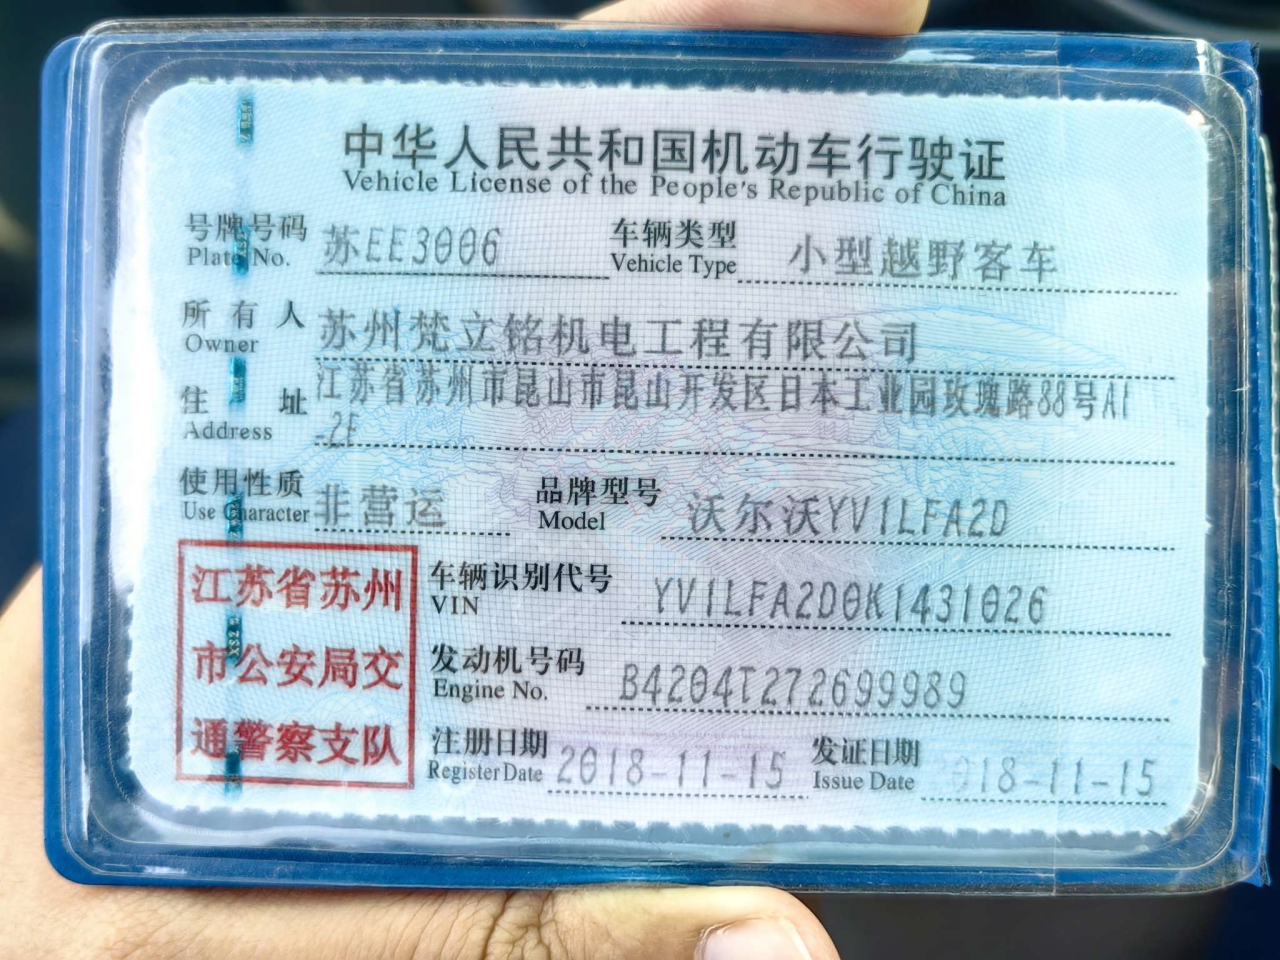 中华人民共和国机动车行驶证
Vehicle License of the People's Republic of China
号牌号码 苏EE3006 车辆类型 小型越野客车
Plate No. Vehicle Type
所有人 苏州梵立铭机电工程有限公司
Owner
住址 江苏省苏州市昆山市昆山开发区日本工业园玫瑰路88号A1
Address -2F
使用性质 非营运 品牌型号 沃尔沃YV1LFA2D
Use Character Model
江苏省苏州
市公安局交
通警察支队
车辆识别代号 YV1LFA2D0K1431026
VIN
发动机号码 B4204T272699989
Engine No.
注册日期 2018-11-15 发证日期 2018-11-15
Register Date Issue Date